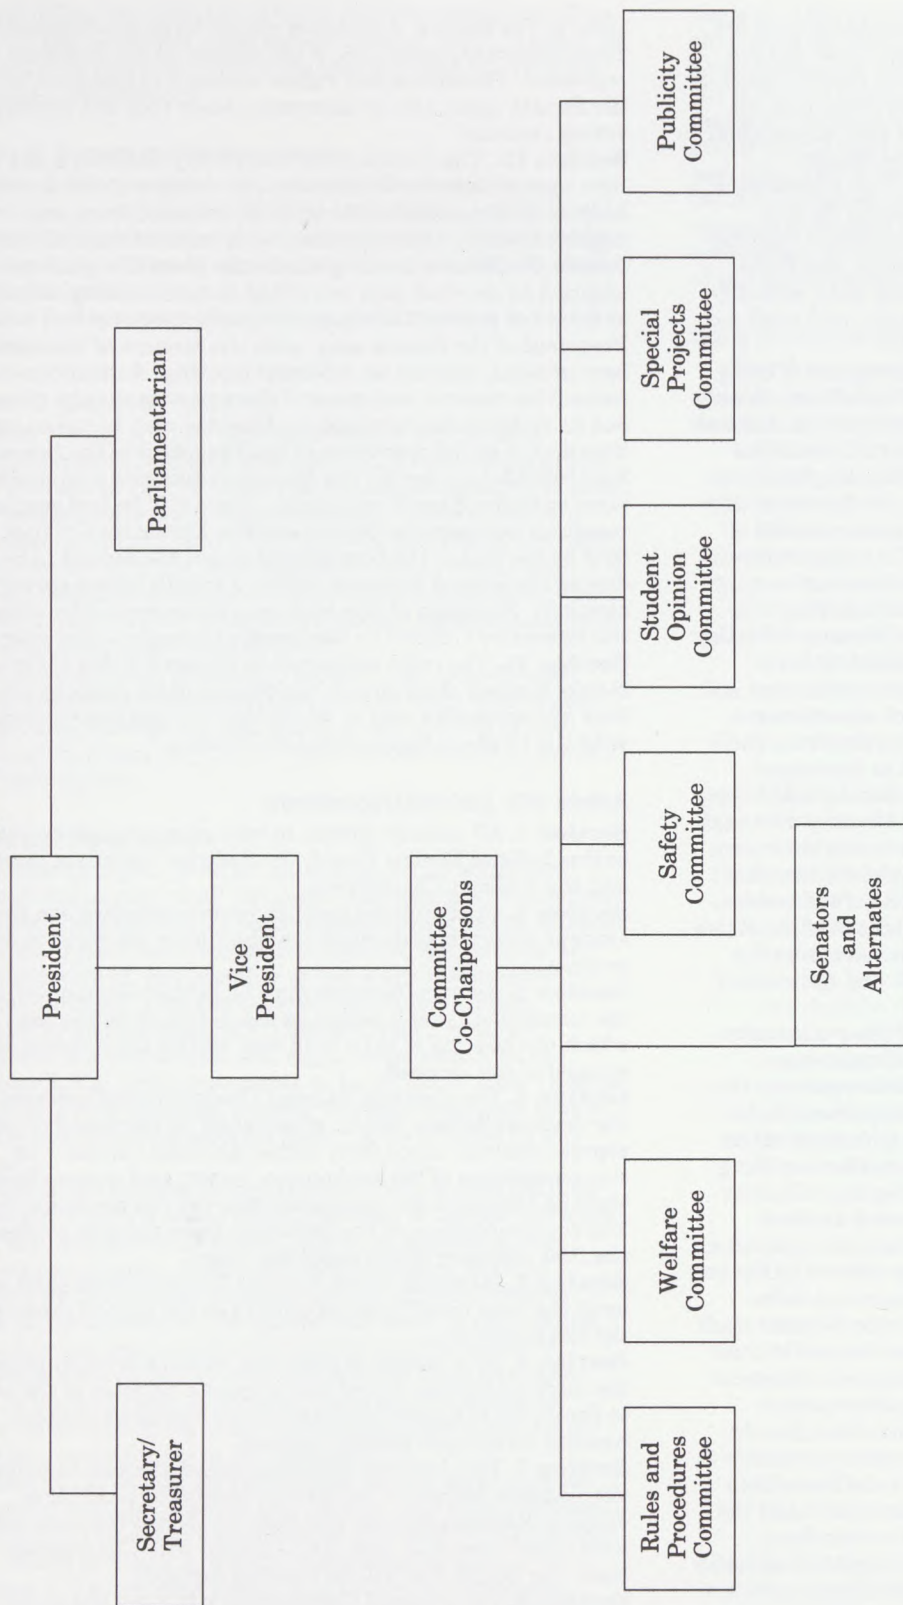 President
Secretary/
Treasurer
Parliamentarian
Vice
President
Committee
Co-Chaipersons
Rules and
Procedures
Committee
Welfare
Committee
Safety
Committee
Student
Opinion
Committee
Special
Projects
Committee
Publicity
Committee
Senators
and
Alternates